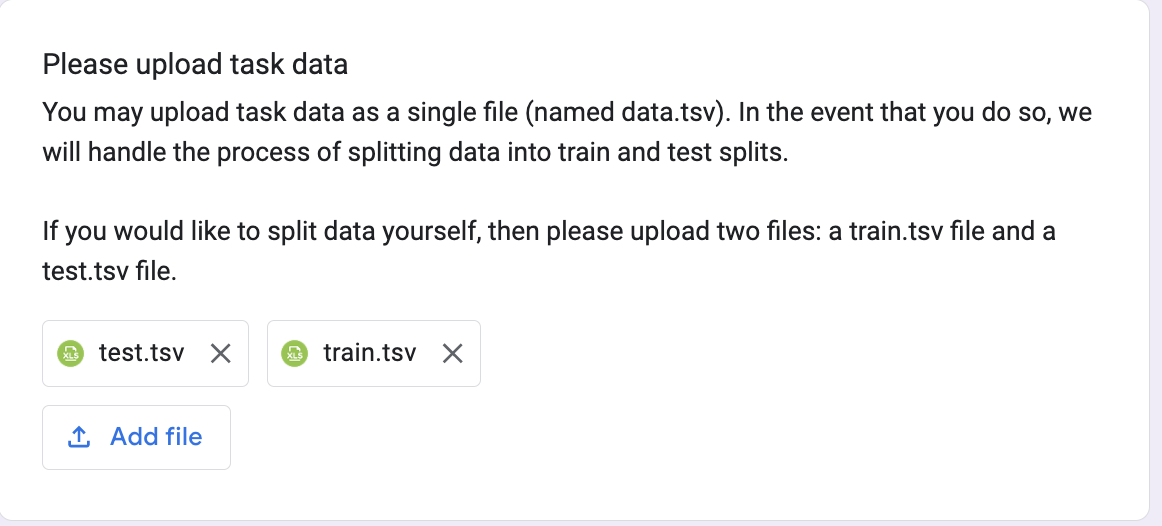 Please upload task data
You may upload task data as a single file (named data.tsv). In the event that you do so, we
will handle the process of splitting data into train and test splits.
If you would like to split data yourself, then please upload two files: a train.tsv file and a
test.tsv file.
XLS test.tsv XLS train.tsv
Add file